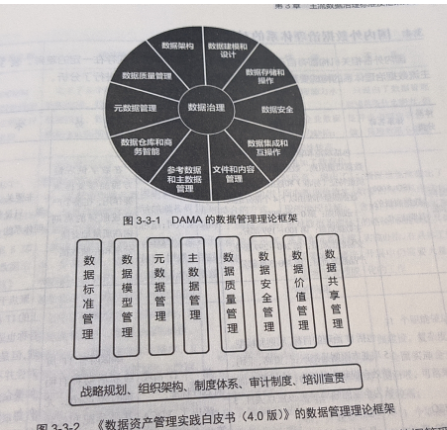 第3章 主流数据治理标准及
数据架构
数据建模和
设计
数据存储和
操作
数据安全
数据集成和
互操作
文件和内容
管理
参考数据
和主数据
管理
数据仓库和商
务智能
元数据管理
数据质量管理
数据治理
图 3-3-1 DAMA 的数据管理理论框架
数据标准管理
数据模型管理
元数据管理
主数据管理
数据质量管理
数据安全管理
数据价值管理
数据共享管理
战略规划、组织架构、制度体系、审计制度、培训宣贯
图 3-3-2 《数据资产管理实践白皮书（4.0 版）》的数据管理理论框架